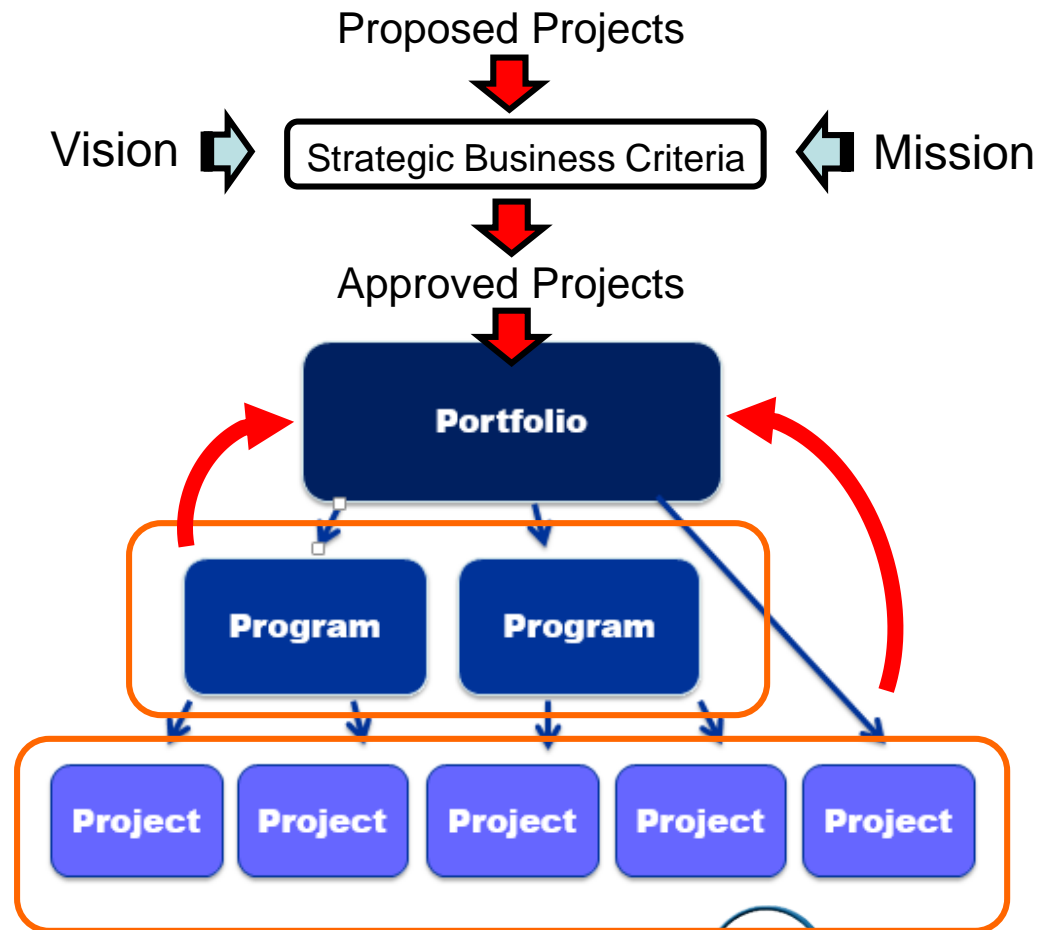 Proposed Projects
Vision
Strategic Business Criteria
Mission
Approved Projects
Portfolio
Program
Program
Project
Project
Project
Project
Project